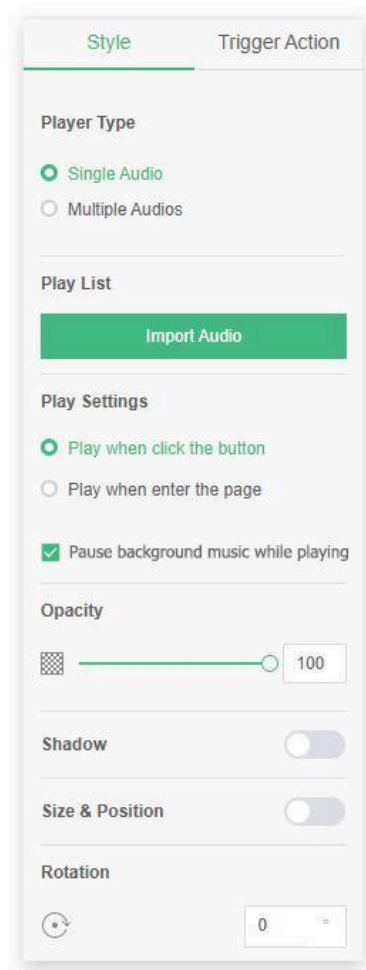 Style Trigger Action
Player Type
Single Audio
Multiple Audios
Play List
Import Audio
Play Settings
Play when click the button
Play when enter the page
Pause background music while playing
Opacity
100
Shadow
Size & Position
Rotation
0 °